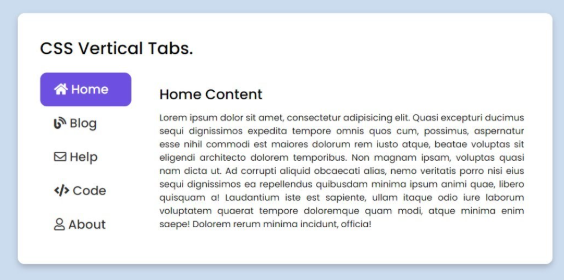 CSS Vertical Tabs.
Home
Blog
Help
Code
About
Home Content
Lorem ipsum dolor sit amet, consectetur adipisicing elit. Quasi excepturi ducimus
sequi dignissimos expedita tempore omnis quos cum, possimus, aspernatur
esse nihil commodi est maiores dolorum rem iusto atque, beatae voluptas sit
eligendi architecto dolorem temporibus. Non magnam ipsam, voluptas quasi
nam dicta ut. Ad corrupti aliquid obcaecati alias, nemo veritatis porro nisi eius
sequi dignissimos ea repellendus quibusdam minima ipsum animi quae, libero
quisquam a! Laudantium iste est sapiente, ullam itaque odio iure laborum
voluptatem quaerat tempore doloremque quam modi, atque minima enim
saepe! Dolorem rerum minima incidunt, officia!